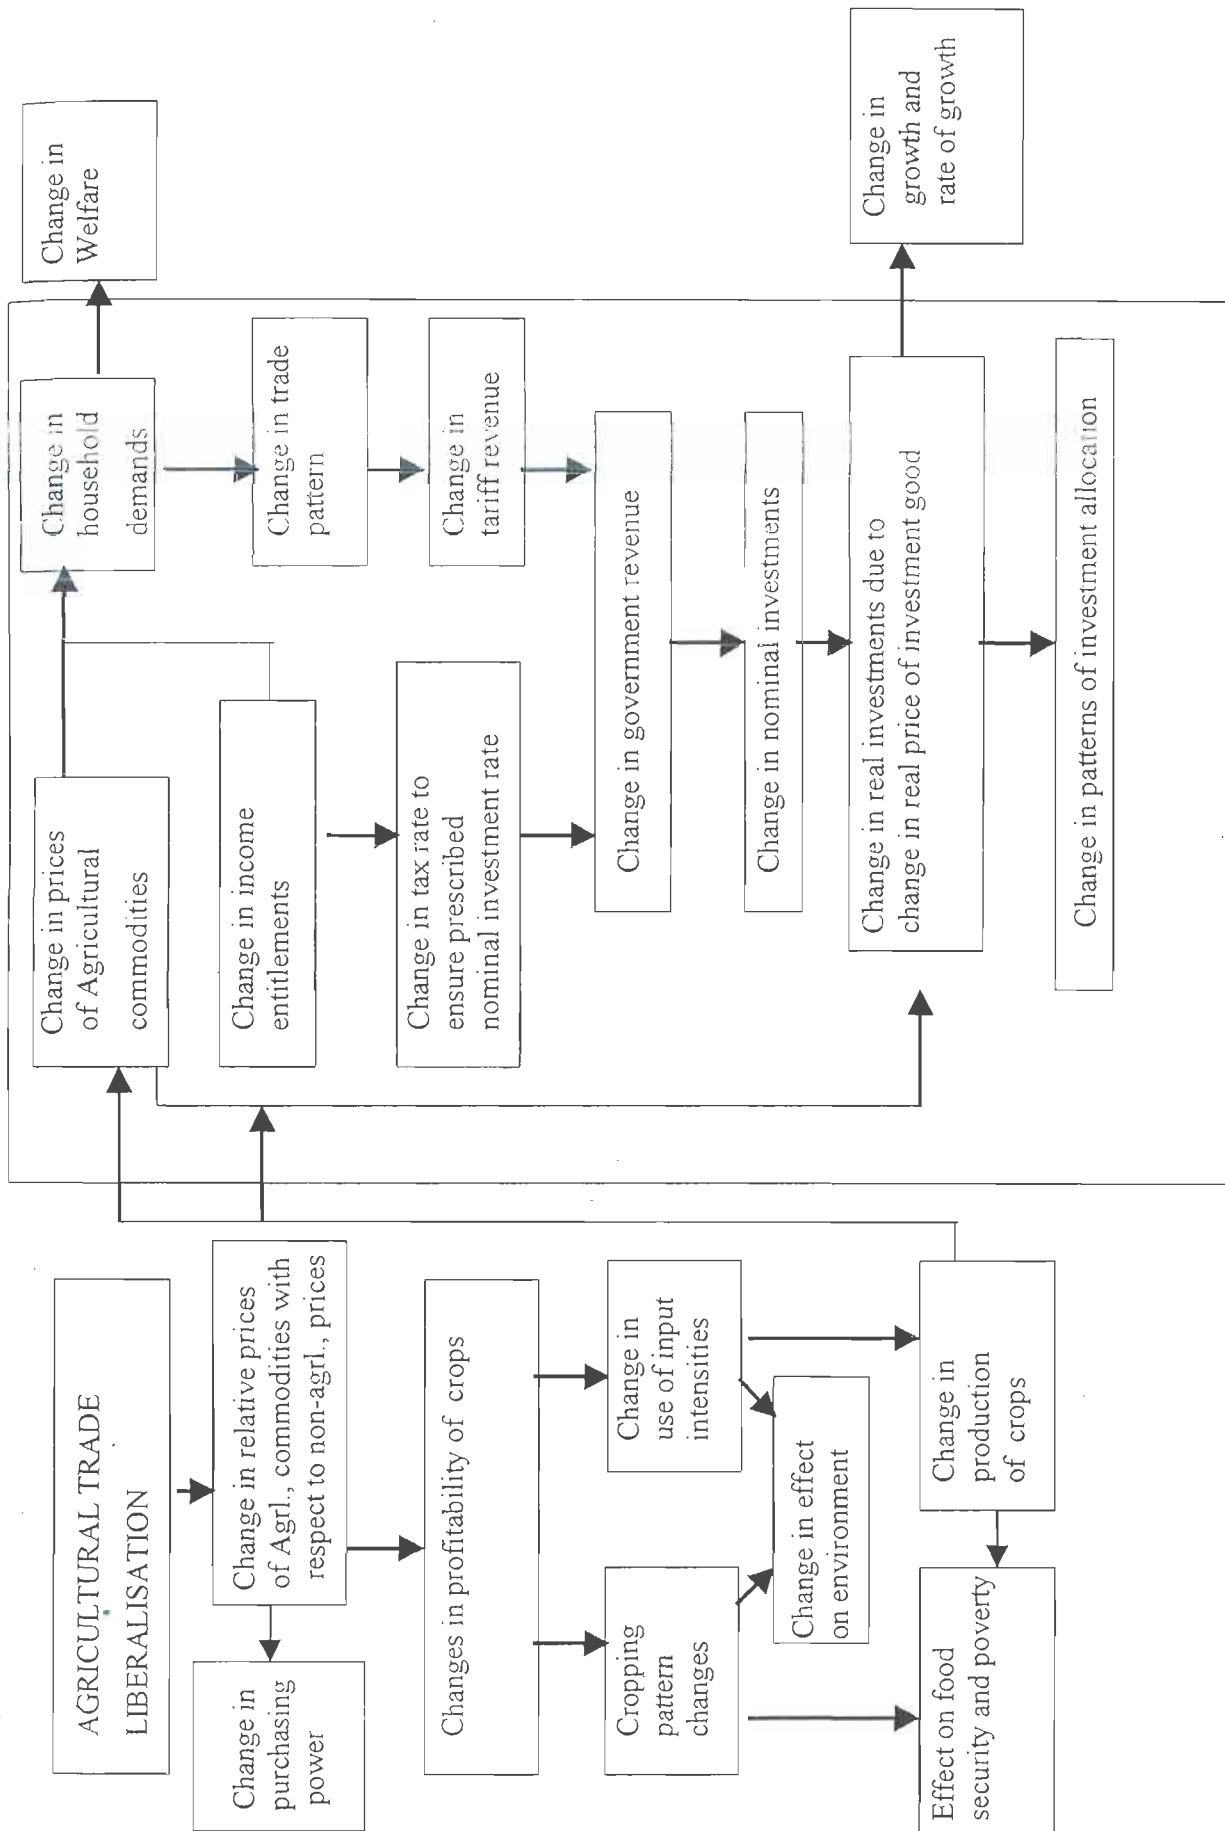 AGRICULTURAL TRADE
LIBERALISATION
Change in relative prices
of Agrl., commodities with
respect to non-agrl., prices
Change in
purchasing
power
Changes in profitability of crops
Cropping
pattern
changes
Change in
use of input
intensities
Change in effect
on environment
Effect on food
security and poverty
Change in
production
of crops
Change in prices
of Agricultural
commodities
Change in income
entitlements
Change in tax rate to
ensure prescribed
nominal investment rate
Change in
household
demands
Change in trade
pattern
Change in
tariff revenue
Change in government revenue
Change in nominal investments
Change in real investments due to
change in real price of investment good
Change in patterns of investment allocation
Change in
Welfare
Change in
growth and
rate of growth